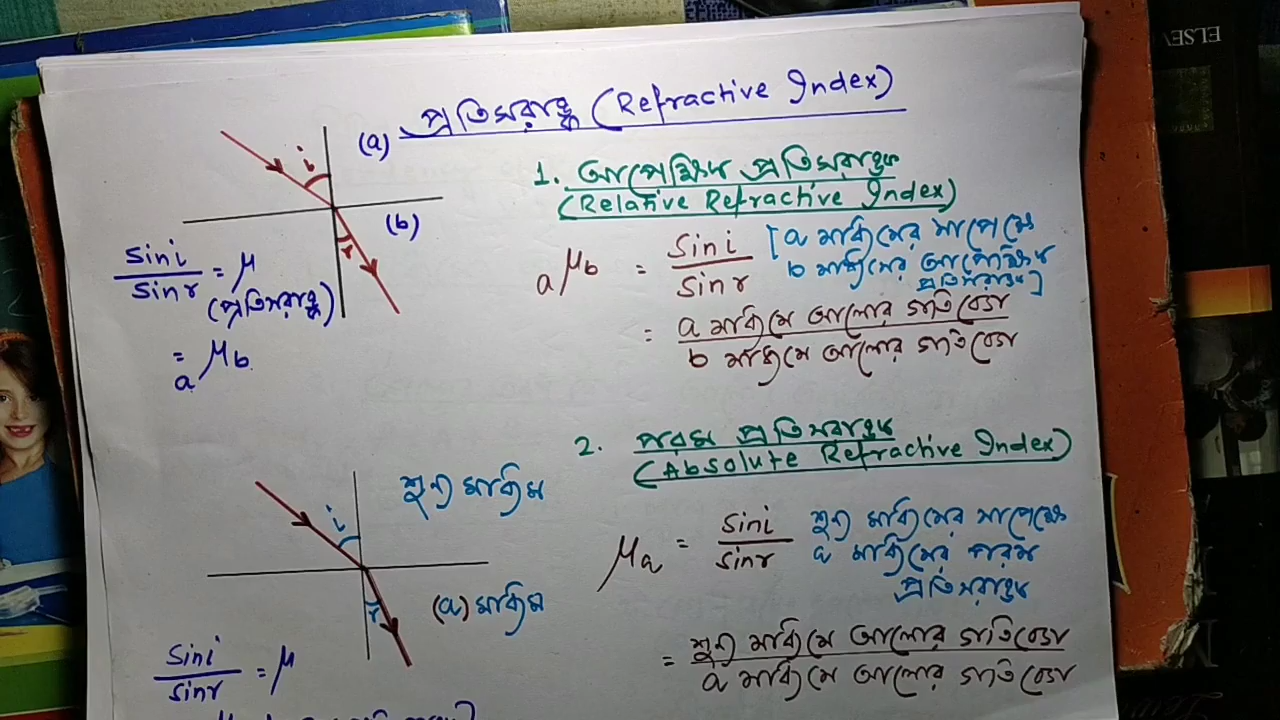 প্রতিসরাঙ্ক (Refractive Index)
(a)
i
(b)
r
sin i / sin r = μ
(প্রতিসরাঙ্ক)
= aμb
1. আপেক্ষিক প্রতিসরাঙ্ক
(Relative Refractive Index)
aμb = sin i / sin r [a মাধ্যমের সাপেক্ষে
b মাধ্যমের আপেক্ষিক
প্রতিসরাঙ্ক]
= a মাধ্যমে আলোর গতিবেগ
b মাধ্যমে আলোর গতিবেগ
2. পরম প্রতিসরাঙ্ক
(Absolute Refractive Index)
শূন্য মাধ্যম
i
(a) মাধ্যম
r
sin i / sin r = μ
μa = sin i / sin r শূন্য মাধ্যমের সাপেক্ষে
a মাধ্যমের পরম
প্রতিসরাঙ্ক
= শূন্য মাধ্যমে আলোর গতিবেগ
a মাধ্যমে আলোর গতিবেগ